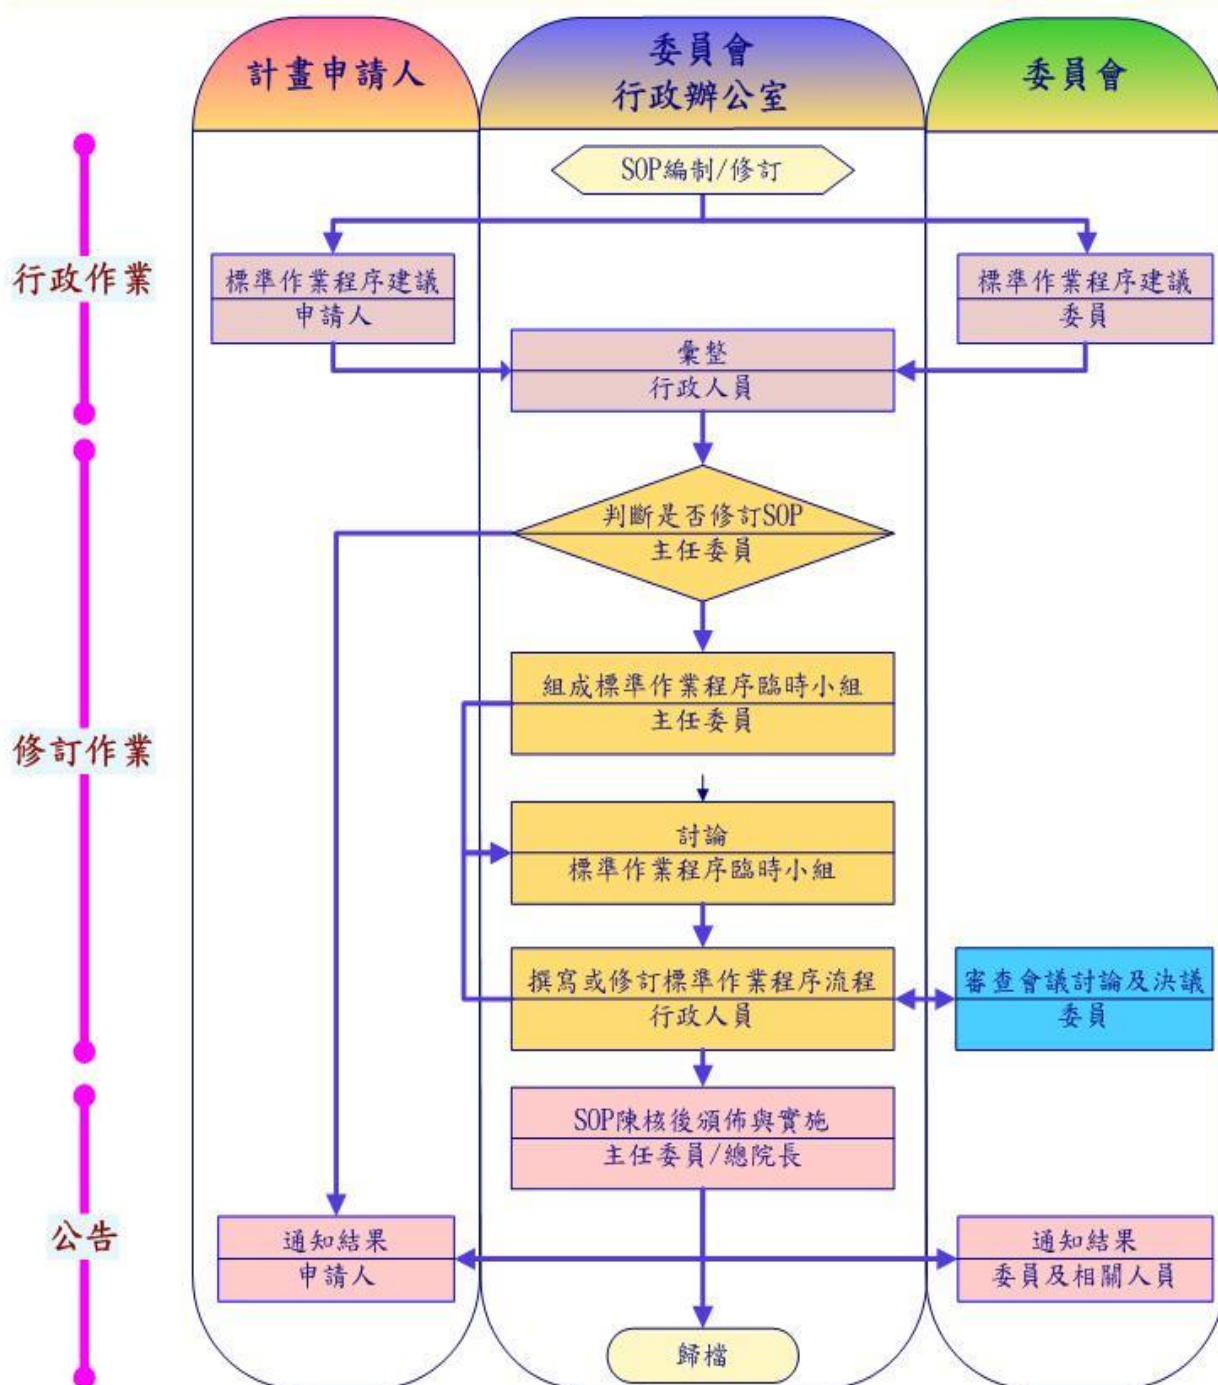 計畫申請人
委員會
行政辦公室
委員會
SOP編制/修訂
行政作業
標準作業程序建議
申請人
標準作業程序建議
委員
彙整
行政人員
判斷是否修訂SOP
主任委員
修訂作業
組成標準作業程序臨時小組
主任委員
討論
標準作業程序臨時小組
撰寫或修訂標準作業程序流程
行政人員
審查會議討論及決議
委員
公告
SOP陳核後頒佈與實施
主任委員/總院長
通知結果
申請人
通知結果
委員及相關人員
歸檔